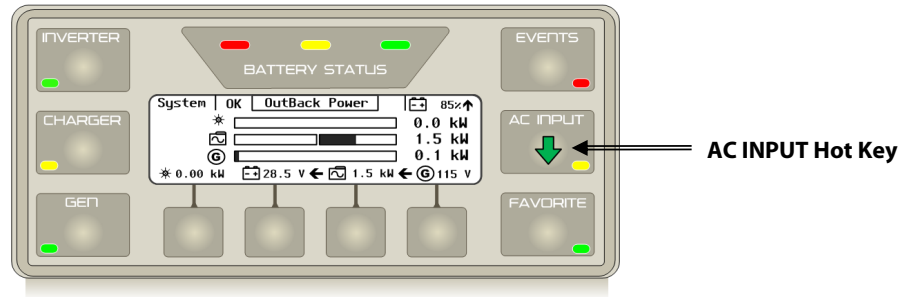 INVERTER
BATTERY STATUS
EVENTS
CHARGER
System OK OutBack Power 85%
0.0 kW
1.5 kW
G 0.1 kW
0.00 kW 28.5 V 1.5 kW G 115 V
AC INPUT
AC INPUT Hot Key
GEN
FAVORITE